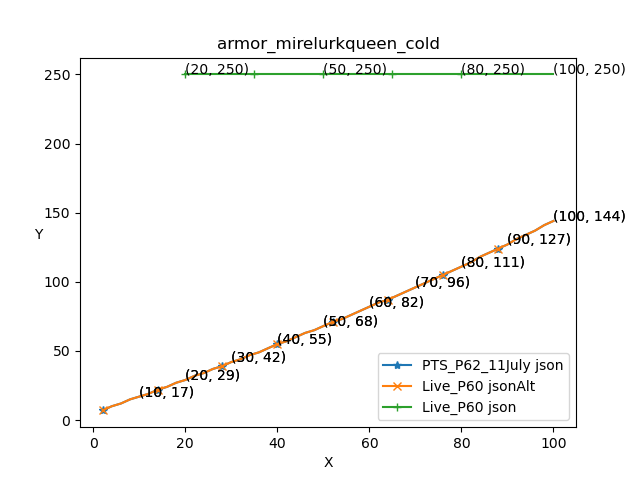 armor_mirelurkqueen_cold
250
200
150
100
50
0
Y
(20, 250)
(50, 250)
(80, 250)
(100, 250)
(100, 144)
(90, 127)
(80, 111)
(70, 96)
(60, 82)
(50, 68)
(40, 55)
(30, 42)
(20, 29)
(10, 17)
PTS_P62_11July json
Live_P60 jsonAlt
Live_P60 json
0 20 40 60 80 100
X